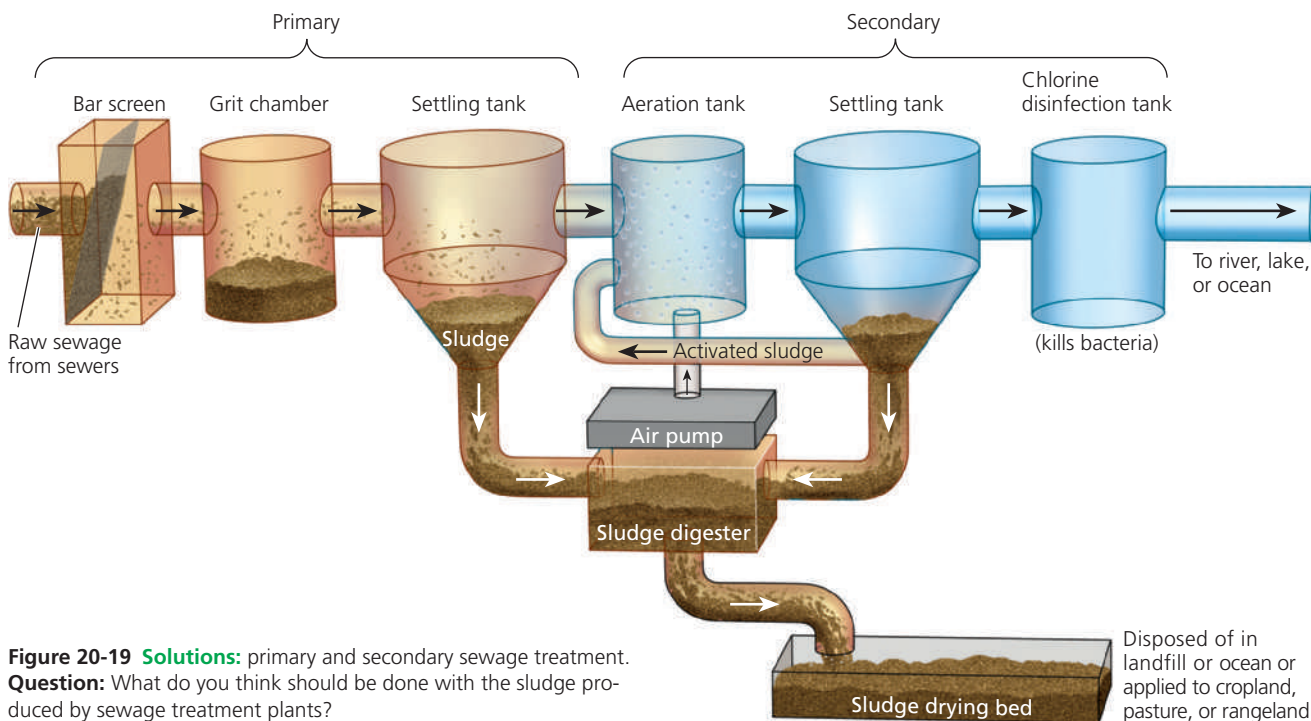 Primary
Secondary
Bar screen
Grit chamber
Settling tank
Aeration tank
Settling tank
Chlorine
disinfection tank
Raw sewage
from sewers
Sludge
Activated sludge
Air pump
Sludge digester
(kills bacteria)
To river, lake,
or ocean
Sludge drying bed
Disposed of in
landfill or ocean or
applied to cropland,
pasture, or rangeland
Figure 20-19 Solutions: primary and secondary sewage treatment.
Question: What do you think should be done with the sludge pro-
duced by sewage treatment plants?